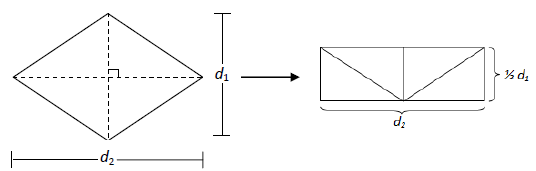 d₁
d₂
½ d₁
d₂